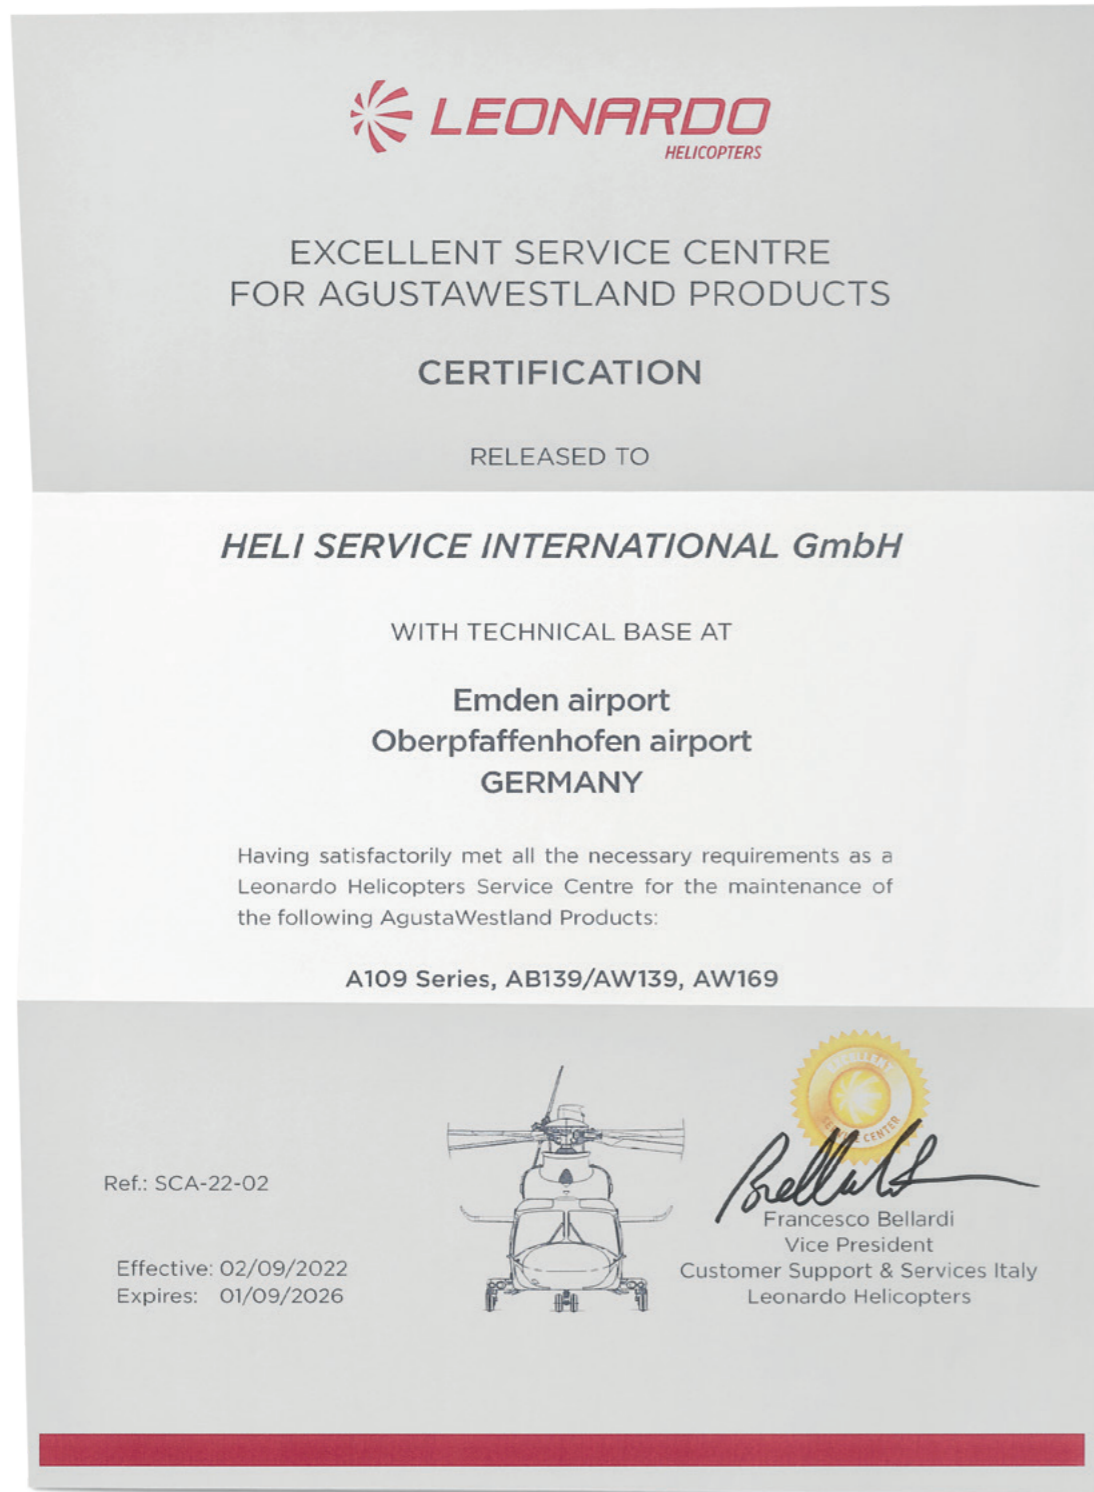 LEONARDO
HELICOPTERS
EXCELLENT SERVICE CENTRE
FOR AGUSTAWESTLAND PRODUCTS
CERTIFICATION
RELEASED TO
HELI SERVICE INTERNATIONAL GmbH
WITH TECHNICAL BASE AT
Emden airport
Oberpfaffenhofen airport
GERMANY
Having satisfactorily met all the necessary requirements as a
Leonardo Helicopters Service Centre for the maintenance of
the following AgustaWestland Products:
A109 Series, AB139/AW139, AW169
EXCELLENT
SERVICE CENTER
Ref.: SCA-22-02
Francesco Bellardi
Vice President
Customer Support & Services Italy
Leonardo Helicopters
Effective: 02/09/2022
Expires: 01/09/2026